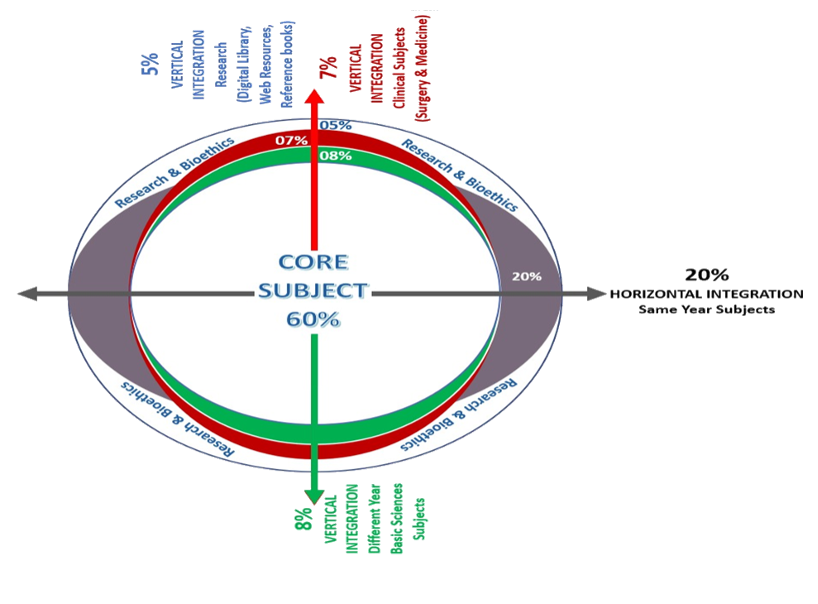 5%
VERTICAL
INTEGRATION
Research
(Digital Library,
Web Resources,
Reference books)
7%
VERTICAL
INTEGRATION
Clinical Subjects
(Surgery & Medicine)
05%
07%
08%
Research & Bioethics
Research & Bioethics
CORE
SUBJECT
60%
20%
20%
HORIZONTAL INTEGRATION
Same Year Subjects
Research & Bioethics
Research & Bioethics
8%
VERTICAL
INTEGRATION
Different Year
Basic Sciences
Subjects